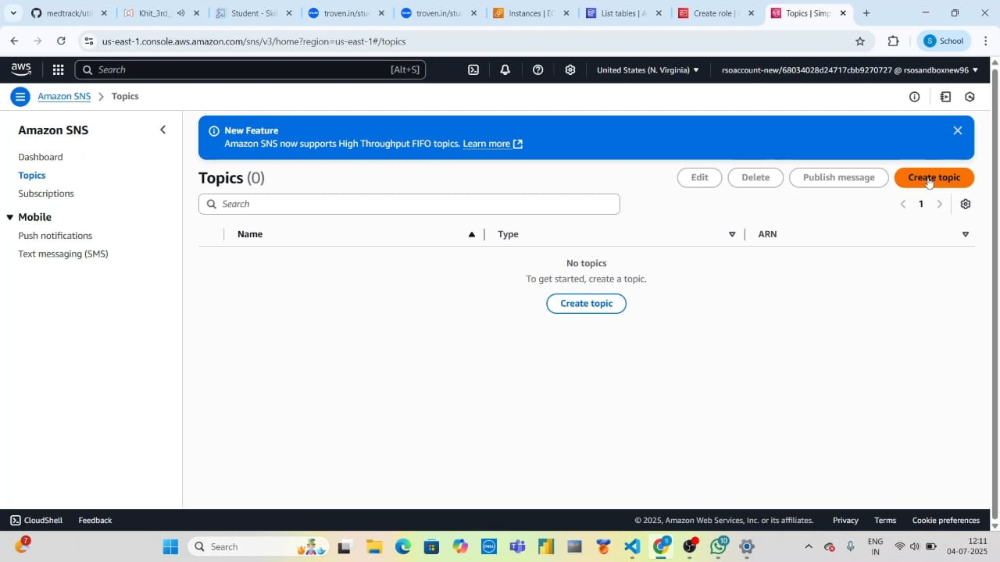 medtrack/uti
Khit_3rd_
Student - Ski
troven.in/stu
troven.in/stu
Instances | EC
List tables | A
Create role |
Topics | Simp
us-east-1.console.aws.amazon.com/sns/v3/home?region=us-east-1#/topics
S School
aws
Search [Alt+S]
United States (N. Virginia)
rsoaccount-new/68034028d24717cbb9270727 @ rsosandboxnew96
Amazon SNS
Topics
Amazon SNS
Dashboard
Topics
Subscriptions
Mobile
Push notifications
Text messaging (SMS)
New Feature
Amazon SNS now supports High Throughput FIFO topics. Learn more
Topics (0)
Edit
Delete
Publish message
Create topic
Search
1
Name
Type
ARN
No topics
To get started, create a topic.
Create topic
CloudShell
Feedback
© 2025, Amazon Web Services, Inc. or its affiliates.
Privacy
Terms
Cookie preferences
7
Search
DELL
5
10
ENG
IN
12:11
04-07-2025